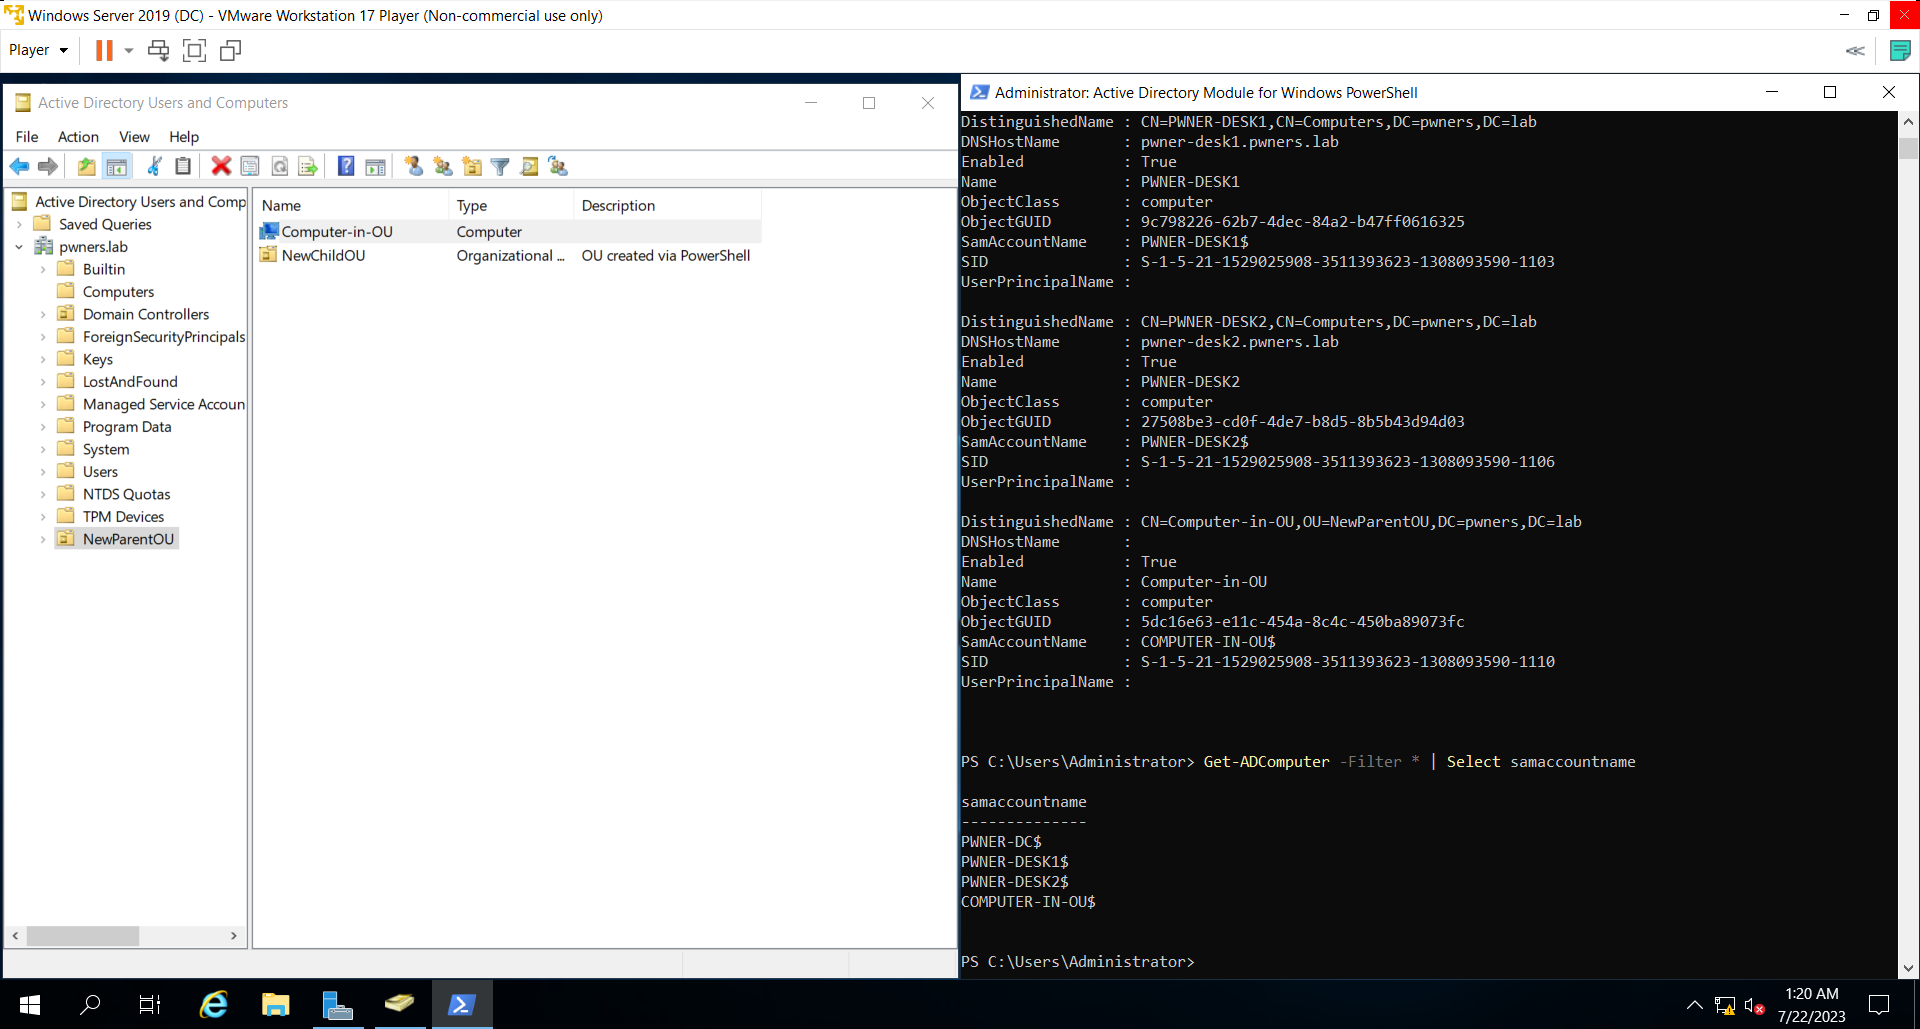 Windows Server 2019 (DC) - VMware Workstation 17 Player (Non-commercial use only)
Player
Active Directory Users and Computers
File Action View Help
Active Directory Users and Comp
Saved Queries
pwners.lab
Builtin
Computers
Domain Controllers
ForeignSecurityPrincipals
Keys
LostAndFound
Managed Service Accoun
Program Data
System
Users
NTDS Quotas
TPM Devices
NewParentOU
Name Type Description
Computer-in-OU Computer
NewChildOU Organizational ... OU created via PowerShell
Administrator: Active Directory Module for Windows PowerShell
DistinguishedName : CN=PWNER-DESK1,CN=Computers,DC=pwners,DC=lab
DNSHostName : pwner-desk1.pwners.lab
Enabled : True
Name : PWNER-DESK1
ObjectClass : computer
ObjectGUID : 9c798226-62b7-4dec-84a2-b47ff0616325
SamAccountName : PWNER-DESK1$
SID : S-1-5-21-1529025908-3511393623-1308093590-1103
UserPrincipalName :
DistinguishedName : CN=PWNER-DESK2,CN=Computers,DC=pwners,DC=lab
DNSHostName : pwner-desk2.pwners.lab
Enabled : True
Name : PWNER-DESK2
ObjectClass : computer
ObjectGUID : 27508be3-cd0f-4de7-b8d5-8b5b43d94d03
SamAccountName : PWNER-DESK2$
SID : S-1-5-21-1529025908-3511393623-1308093590-1106
UserPrincipalName :
DistinguishedName : CN=Computer-in-OU,OU=NewParentOU,DC=pwners,DC=lab
DNSHostName :
Enabled : True
Name : Computer-in-OU
ObjectClass : computer
ObjectGUID : 5dc16e63-e11c-454a-8c4c-450ba89073fc
SamAccountName : COMPUTER-IN-OU$
SID : S-1-5-21-1529025908-3511393623-1308093590-1110
UserPrincipalName :
PS C:\Users\Administrator> Get-ADComputer -Filter * | Select samaccountname
samaccountname
--------------
PWNER-DC$
PWNER-DESK1$
PWNER-DESK2$
COMPUTER-IN-OU$
PS C:\Users\Administrator>
1:20 AM
7/22/2023